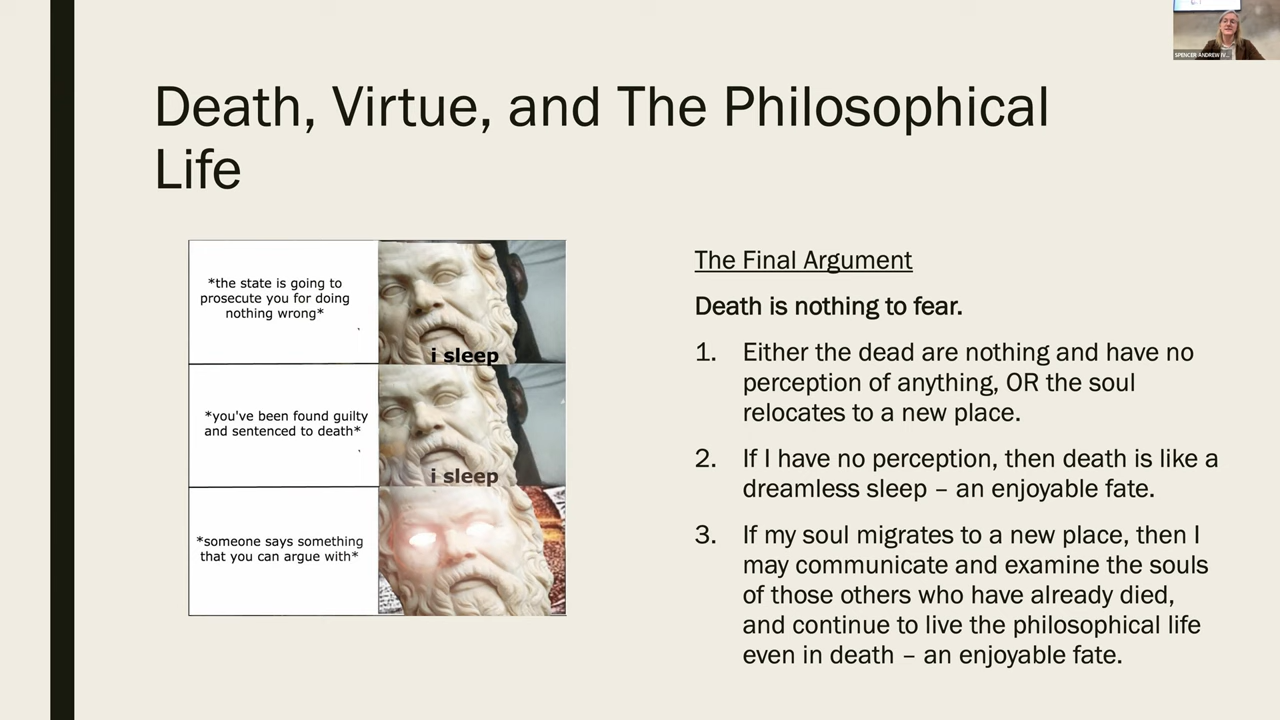 SPENCER ANDREW IV...
Death, Virtue, and The Philosophical
Life
*the state is going to
prosecute you for doing
nothing wrong*
i sleep
*you've been found guilty
and sentenced to death*
i sleep
*someone says something
that you can argue with*
The Final Argument
Death is nothing to fear.
1. Either the dead are nothing and have no
perception of anything, OR the soul
relocates to a new place.
2. If I have no perception, then death is like a
dreamless sleep – an enjoyable fate.
3. If my soul migrates to a new place, then I
may communicate and examine the souls
of those others who have already died,
and continue to live the philosophical life
even in death – an enjoyable fate.